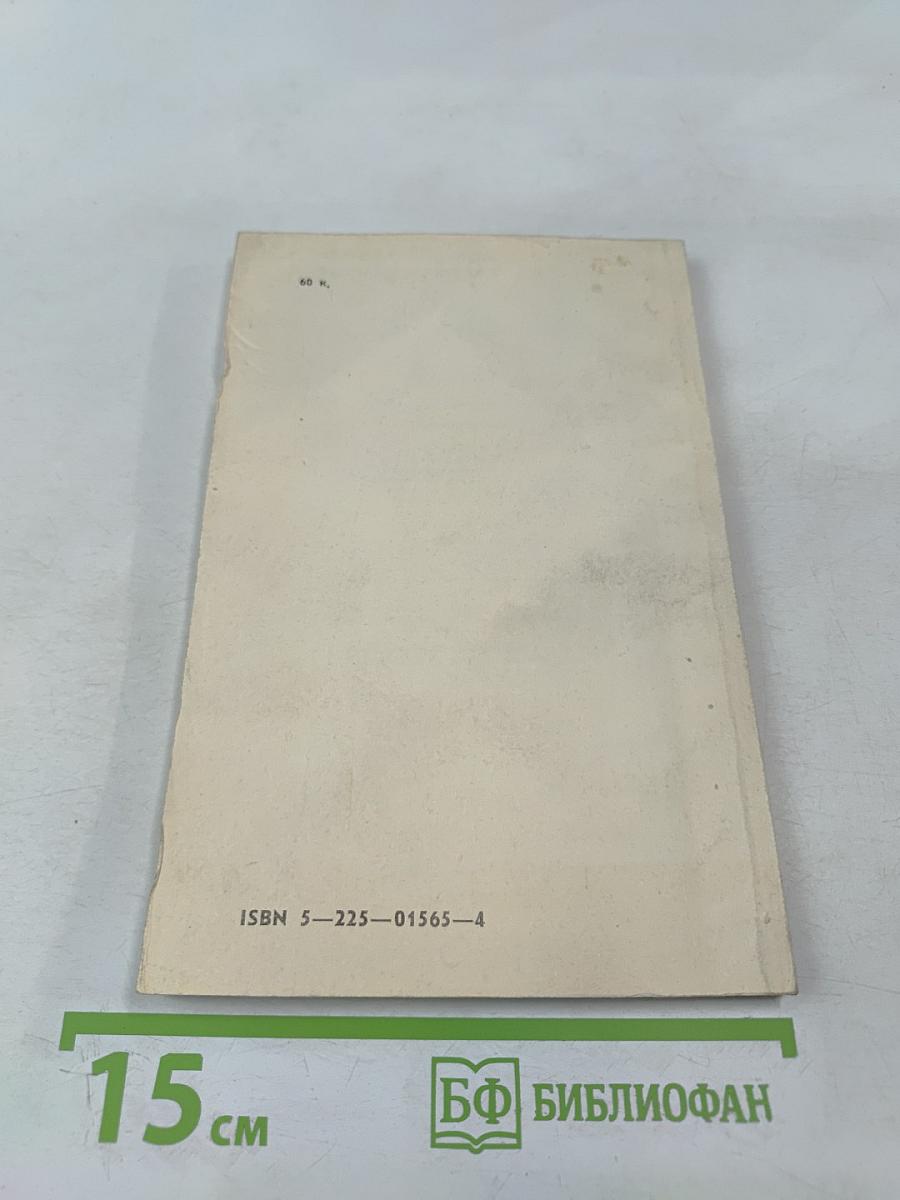 60 к.
ISBN 5—225—01565—4
15 см
БФ БИБЛИОФАН